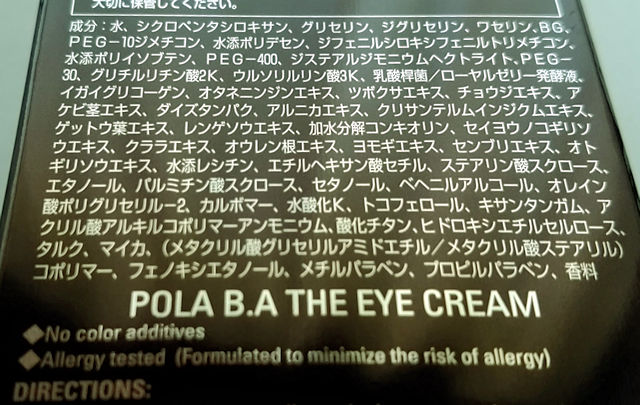 大切に保管してください。
成分：水、シクロペンタシロキサン、グリセリン、ジグリセリン、ワセリン、BG、
PEG-10ジメチコン、水添ポリデセン、ジフェニルシロキシフェニルトリメチコン、
水添ポリイソブテン、PEG-400、ジステアルジモニウムヘクトライト、PEG-
30、グリチルリチン酸2K、ウルソリルリン酸3K、乳酸桿菌／ローヤルゼリー発酵液、
イガイグリコーゲン、オタネニンジンエキス、ツボクサエキス、チョウジエキス、ア
ケビ茎エキス、ダイズタンパク、アルニカエキス、クリサンテルムインジクムエキス、
ゲットウ葉エキス、レンゲソウエキス、加水分解コンキオリン、セイヨウノコギリソ
ウエキス、クララエキス、オウレン根エキス、ヨモギエキス、センブリエキス、オト
ギリソウエキス、水添レシチン、エチルヘキサン酸セチル、ステアリン酸スクロース、
エタノール、パルミチン酸スクロース、セタノール、ベヘニルアルコール、オレイン
酸ポリグリセリル-2、カルボマー、水酸化K、トコフェロール、キサンタンガム、ア
クリル酸アルキルコポリマーアンモニウム、酸化チタン、ヒドロキシエチルセルロース、
タルク、マイカ、（メタクリル酸グリセリルアミドエチル／メタクリル酸ステアリル）
コポリマー、フェノキシエタノール、メチルパラベン、プロピルパラベン、香料
POLA B.A THE EYE CREAM
◆No color additives
◆Allergy tested (Formulated to minimize the risk of allergy)
DIRECTIONS: